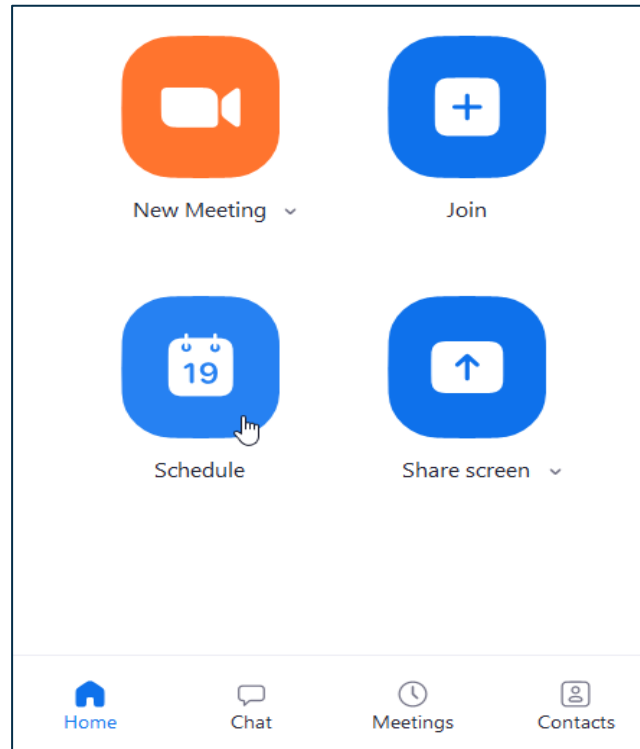 New Meeting
Join
19
Schedule
Share screen
Home
Chat
Meetings
Contacts